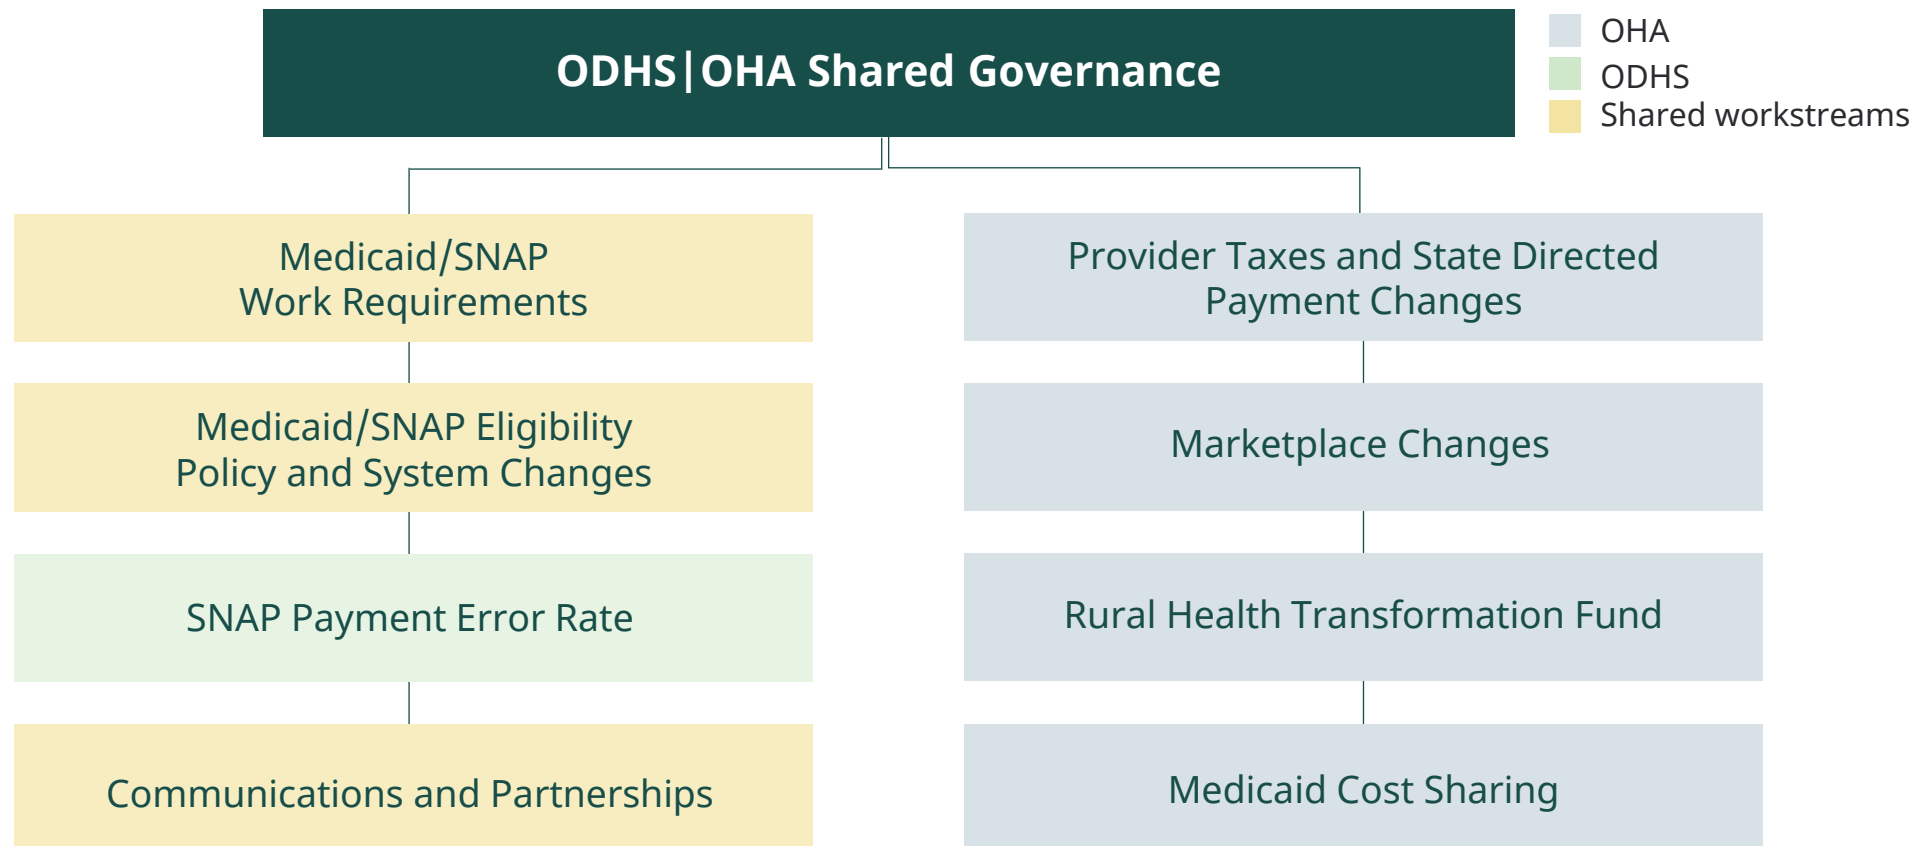 ODHS|OHA Shared Governance
OHA
ODHS
Shared workstreams
Medicaid/SNAP
Work Requirements
Medicaid/SNAP Eligibility
Policy and System Changes
SNAP Payment Error Rate
Communications and Partnerships
Provider Taxes and State Directed
Payment Changes
Marketplace Changes
Rural Health Transformation Fund
Medicaid Cost Sharing